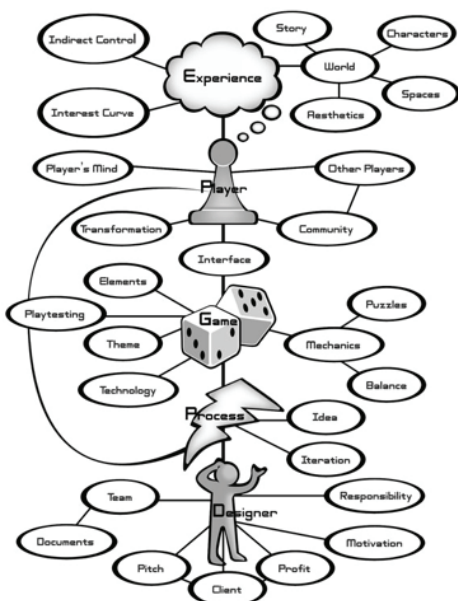 Indirect Control
Story
Characters
Experience
World
Interest Curve
Spaces
Aesthetics
Player's Mind
Other Players
Player
Transformation
Community
Interface
Elements
Playtesting
Game
Puzzles
Theme
Mechanics
Technology
Balance
Process
Idea
Iteration
Team
Responsibility
Designer
Documents
Motivation
Pitch
Profit
Client